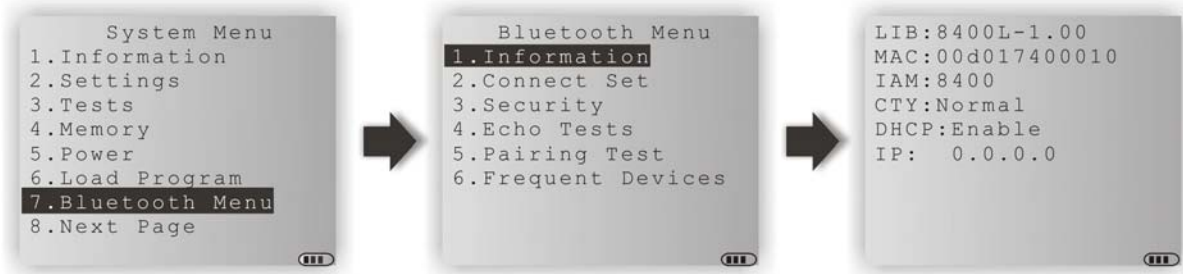 System Menu
1.Information
2.Settings
3.Tests
4.Memory
5.Power
6.Load Program
7.Bluetooth Menu
8.Next Page
Bluetooth Menu
1.Information
2.Connect Set
3.Security
4.Echo Tests
5.Pairing Test
6.Frequent Devices
LIB:8400L-1.00
MAC:00d017400010
IAM:8400
CTY:Normal
DHCP:Enable
IP: 0.0.0.0